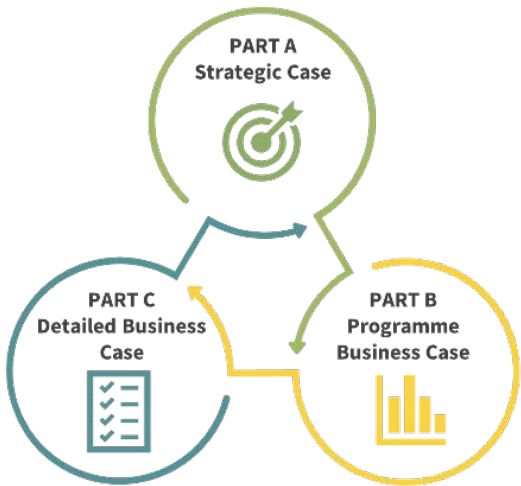 PART A
Strategic Case
PART C
Detailed Business
Case
PART B
Programme
Business Case